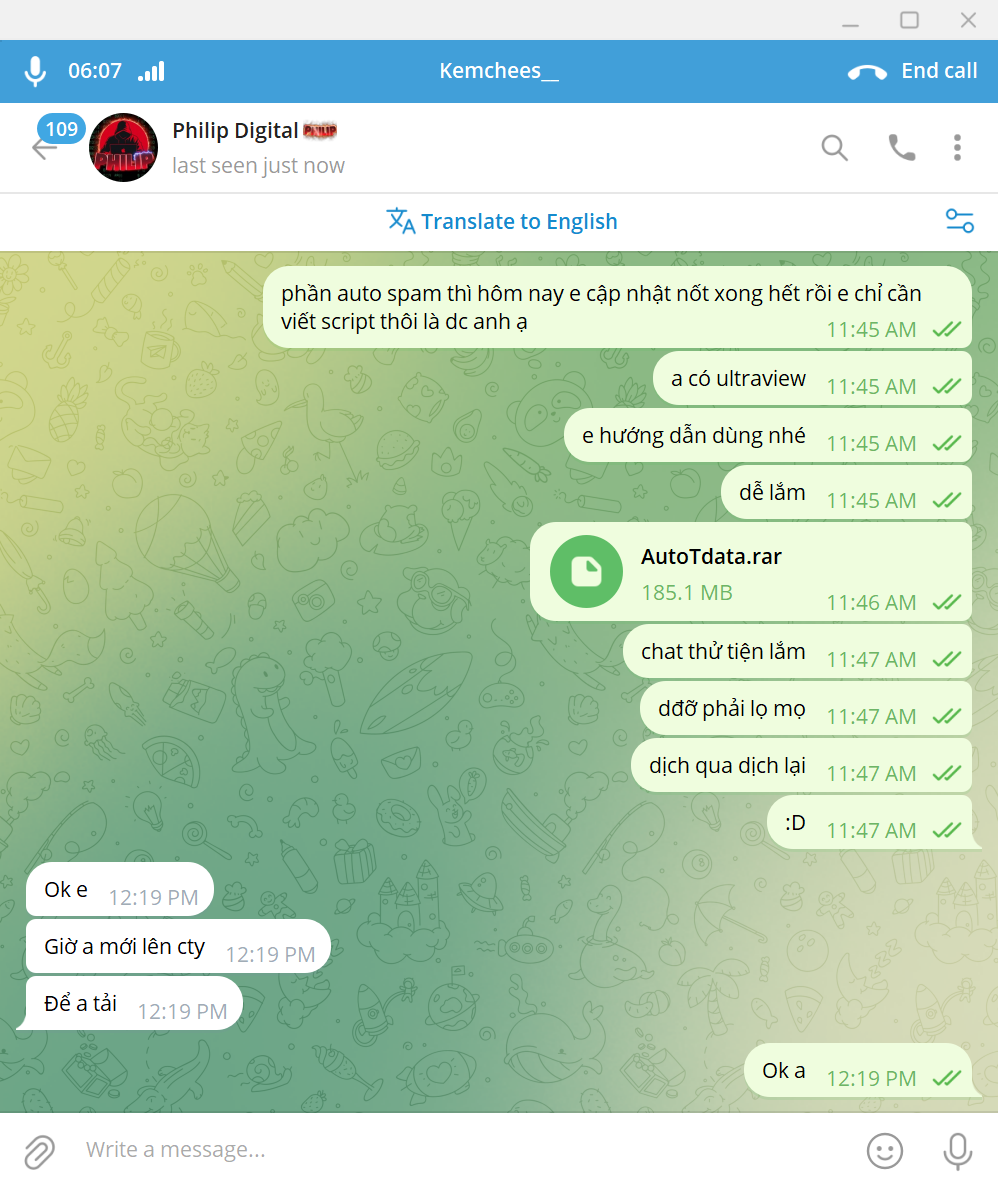 06:07
Kemchees__
End call
109
Philip Digital PHILIP
PHILIP
last seen just now
Translate to English
phần auto spam thì hôm nay e cập nhật nốt xong hết rồi e chỉ cần
viết script thôi là dc anh ạ
11:45 AM
a có ultraview 11:45 AM
e hướng dẫn dùng nhé 11:45 AM
dễ lắm 11:45 AM
AutoTdata.rar
185.1 MB
11:46 AM
chat thử tiện lắm 11:47 AM
dđỡ phải lọ mọ 11:47 AM
dịch qua dịch lại 11:47 AM
:D 11:47 AM
Ok e 12:19 PM
Giờ a mới lên cty 12:19 PM
Để a tải 12:19 PM
Ok a 12:19 PM
Write a message...